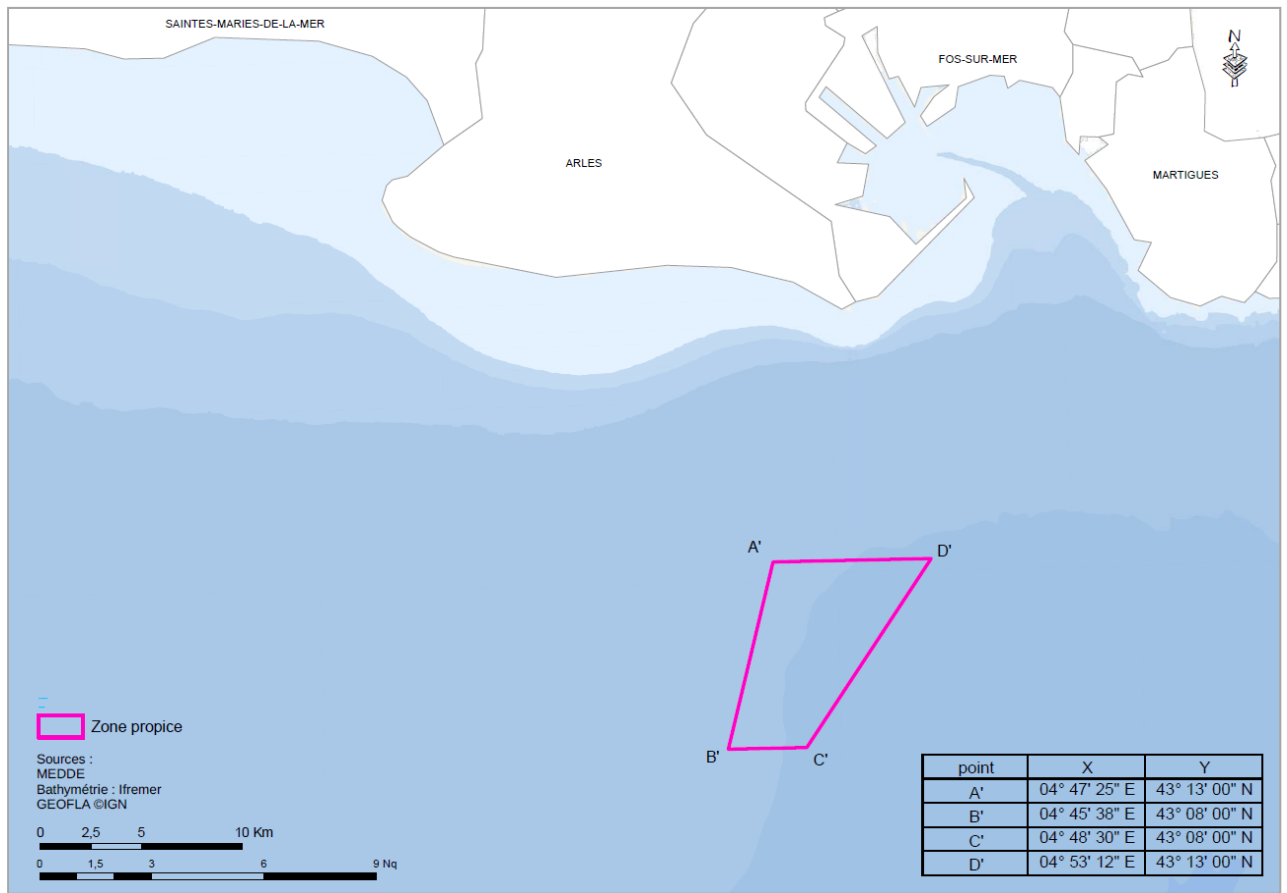 SAINTES-MARIES-DE-LA-MER
N
FOS-SUR-MER
ARLES
MARTIGUES
A'
D'
B'
C'
Zone propice
Sources :
MEDDE
Bathymétrie : Ifremer
GEOFLA ©IGN
0 2,5 5 10 Km
0 1,5 3 6 9 Nq
point X Y
A' 04° 47' 25" E 43° 13' 00" N
B' 04° 45' 38" E 43° 08' 00" N
C' 04° 48' 30" E 43° 08' 00" N
D' 04° 53' 12" E 43° 13' 00" N